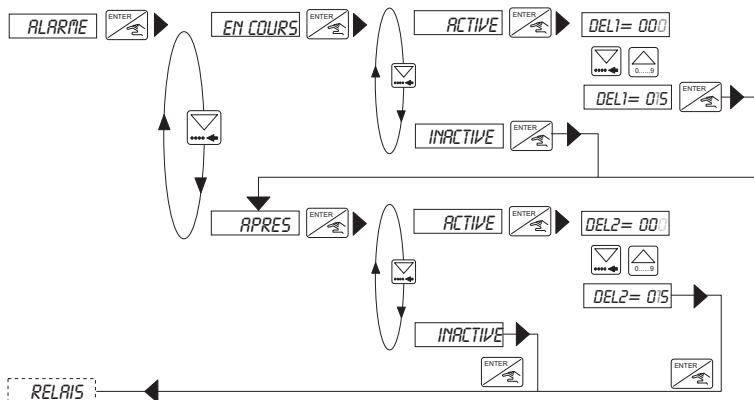 ALARME ENTER EN COURS ENTER ACTIVE ENTER DEL1= 000
0......9
DEL1= 015 ENTER
INACTIVE ENTER
APRES ENTER ACTIVE ENTER DEL2= 000
0......9
DEL2= 015
INACTIVE
ENTER ENTER
RELAIS